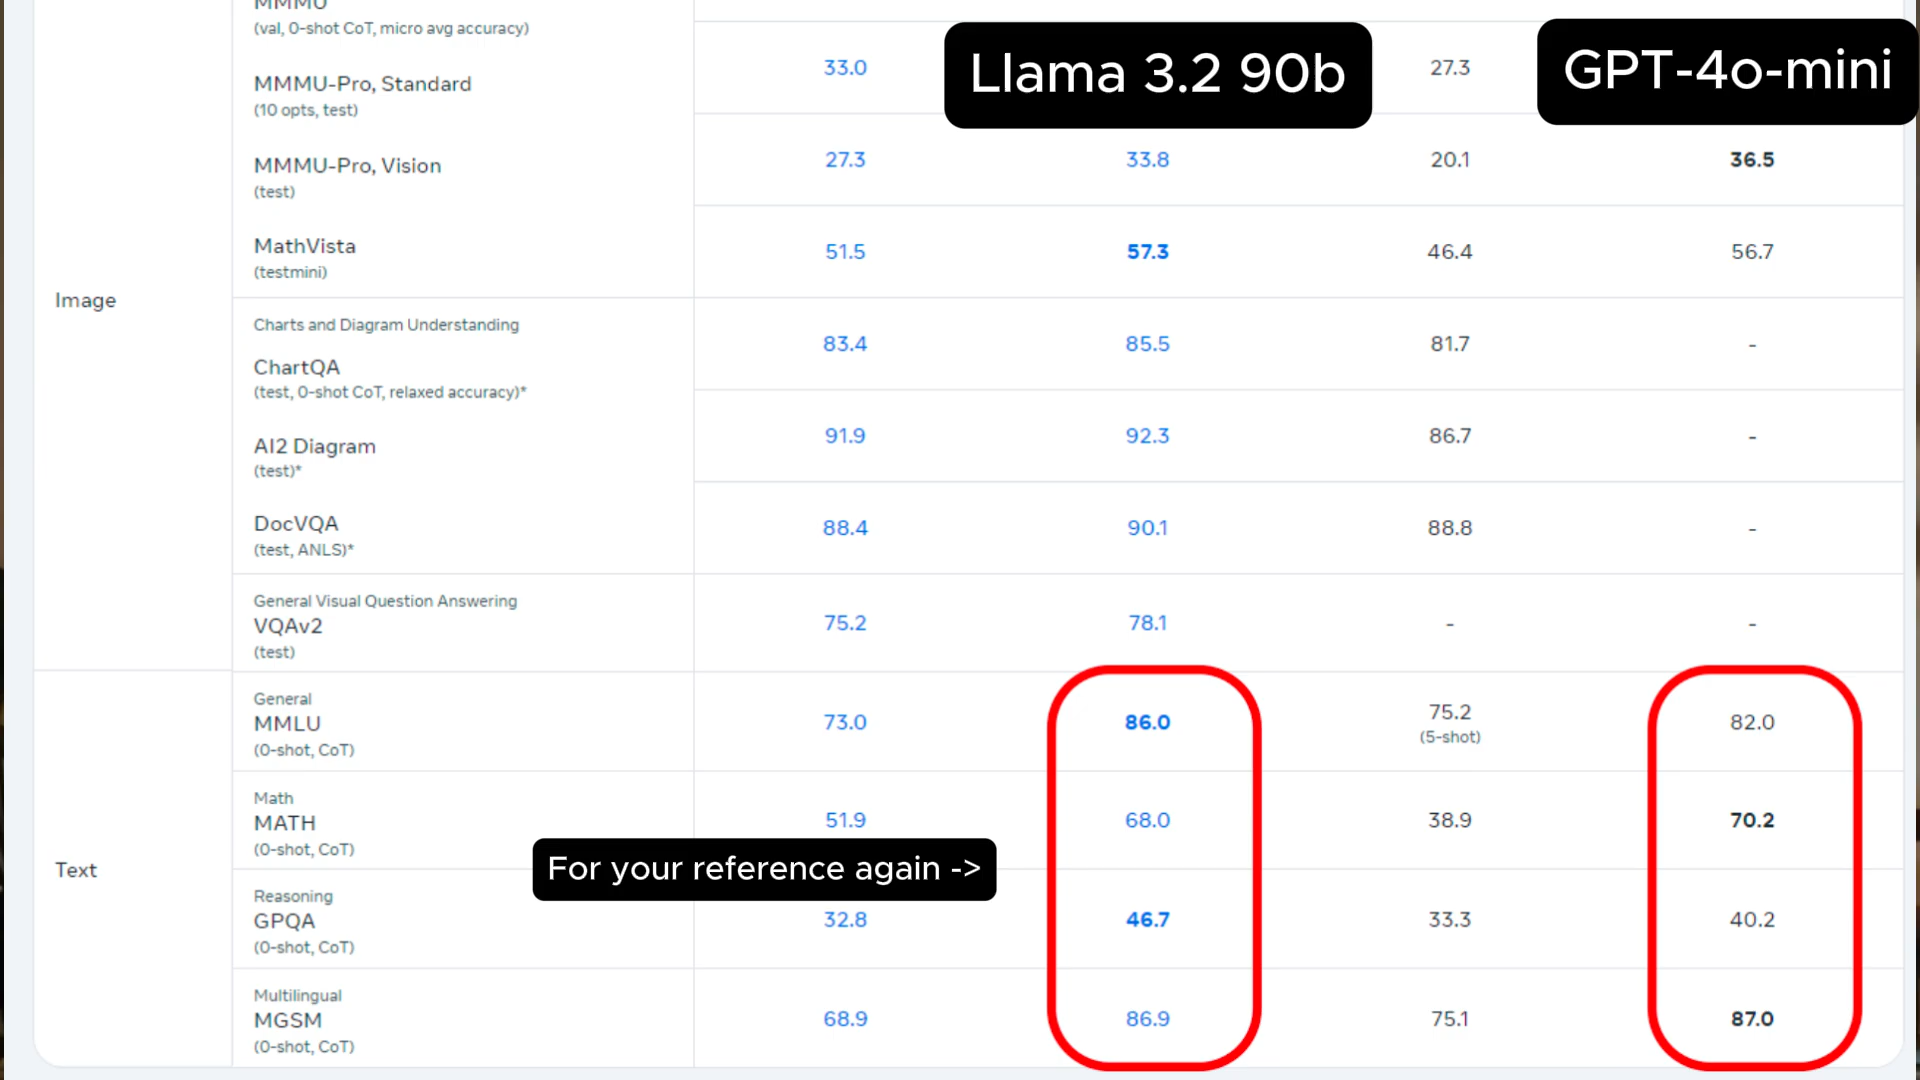 MMMU
(val, 0-shot CoT, micro avg accuracy)
Llama 3.2 90b
GPT-4o-mini
MMMU-Pro, Standard
(10 opts, test)
33.0
27.3
MMMU-Pro, Vision
(test)
27.3
33.8
20.1
36.5
MathVista
(testmini)
51.5
57.3
46.4
56.7
Image
Charts and Diagram Understanding
ChartQA
(test, 0-shot CoT, relaxed accuracy)*
83.4
85.5
81.7
-
AI2 Diagram
(test)*
91.9
92.3
86.7
-
DocVQA
(test, ANLS)*
88.4
90.1
88.8
-
General Visual Question Answering
VQAv2
(test)
75.2
78.1
-
-
Text
General
MMLU
(0-shot, CoT)
73.0
86.0
75.2
(5-shot)
82.0
Math
MATH
(0-shot, CoT)
51.9
68.0
38.9
70.2
For your reference again ->
Reasoning
GPQA
(0-shot, CoT)
32.8
46.7
33.3
40.2
Multilingual
MGSM
(0-shot, CoT)
68.9
86.9
75.1
87.0